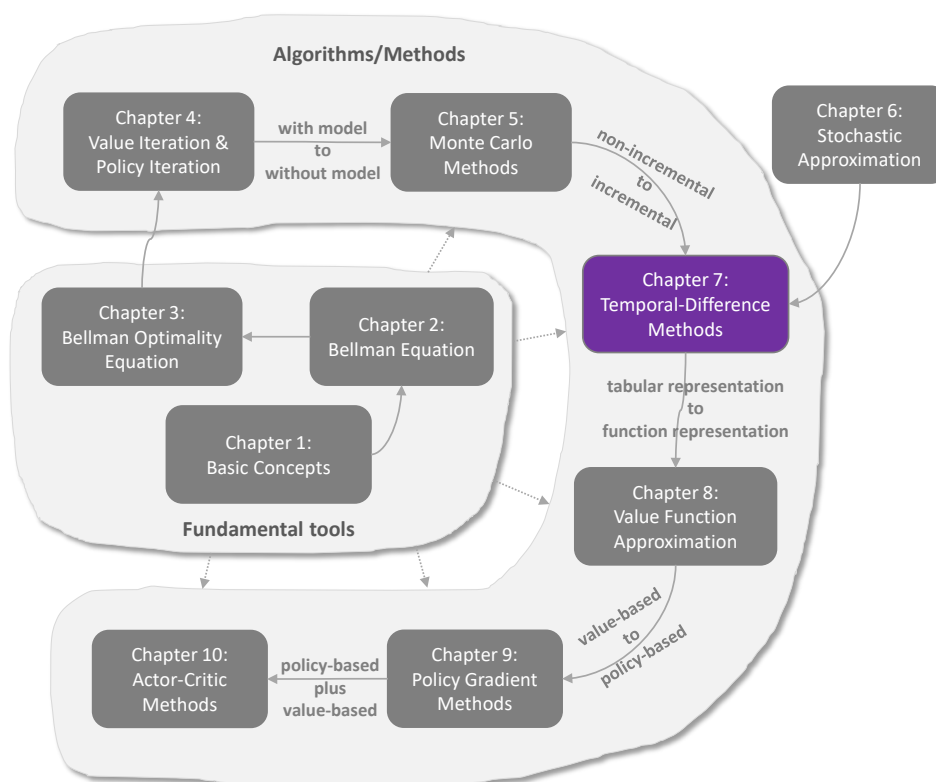 Algorithms/Methods
Chapter 4:
Value Iteration &
Policy Iteration
with model
to
without model
Chapter 5:
Monte Carlo
Methods
non-incremental
to
incremental
Chapter 6:
Stochastic
Approximation
Chapter 3:
Bellman Optimality
Equation
Chapter 2:
Bellman Equation
Chapter 7:
Temporal-Difference
Methods
Chapter 1:
Basic Concepts
Fundamental tools
tabular representation
to
function representation
Chapter 8:
Value Function
Approximation
value-based
to
policy-based
Chapter 9:
Policy Gradient
Methods
policy-based
plus
value-based
Chapter 10:
Actor-Critic
Methods